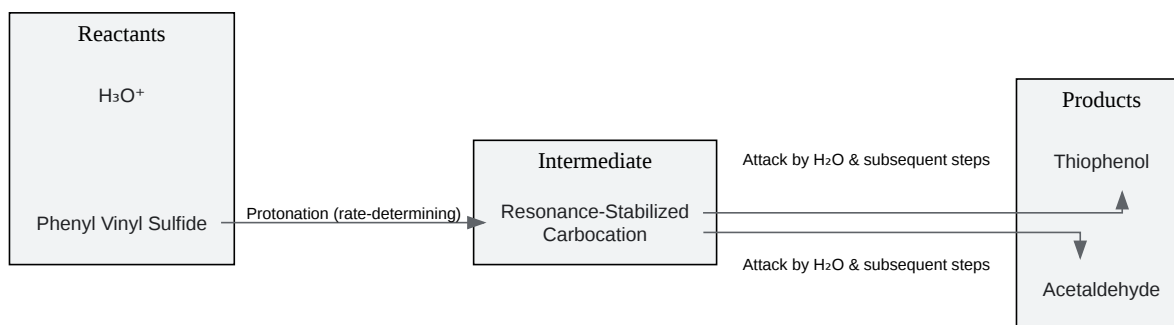 Reactants
H₃O⁺
Phenyl Vinyl Sulfide
Protonation (rate-determining)
Intermediate
Resonance-Stabilized
Carbocation
Attack by H₂O & subsequent steps
Attack by H₂O & subsequent steps
Products
Thiophenol
Acetaldehyde